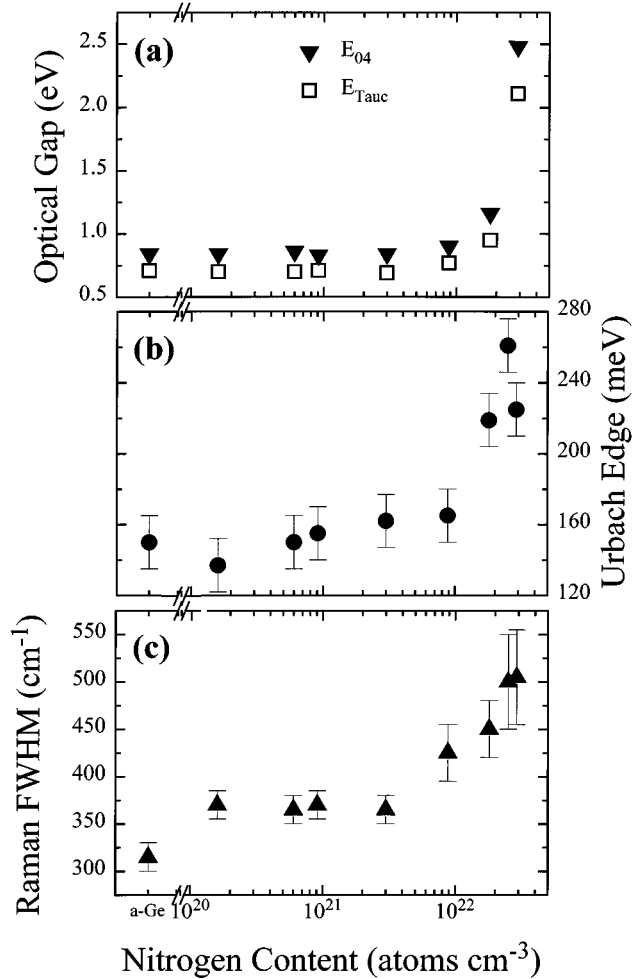 (a)
E04
ETauc
2.5
2.0
1.5
1.0
0.5
Optical Gap (eV)
(b)
280
240
200
160
120
Urbach Edge (meV)
(c)
550
500
450
400
350
300
Raman FWHM (cm⁻¹)
a-Ge 10²⁰ 10²¹ 10²²
Nitrogen Content (atoms cm⁻³)